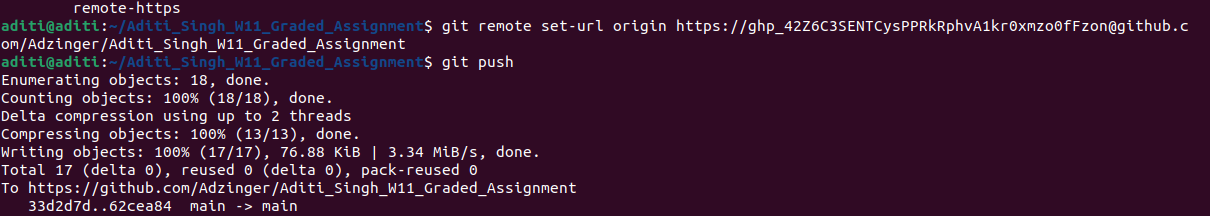 remote-https
aditi@aditi:~/Aditi_Singh_W11_Graded_Assignment$ git remote set-url origin https://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@github.c
om/Adzinger/Aditi_Singh_W11_Graded_Assignment
aditi@aditi:~/Aditi_Singh_W11_Graded_Assignment$ git push
Enumerating objects: 18, done.
Counting objects: 100% (18/18), done.
Delta compression using up to 2 threads
Compressing objects: 100% (13/13), done.
Writing objects: 100% (17/17), 76.88 KiB | 3.34 MiB/s, done.
Total 17 (delta 0), reused 0 (delta 0), pack-reused 0
To https://github.com/Adzinger/Aditi_Singh_W11_Graded_Assignment
33d2d7d..62cea84  main -> main